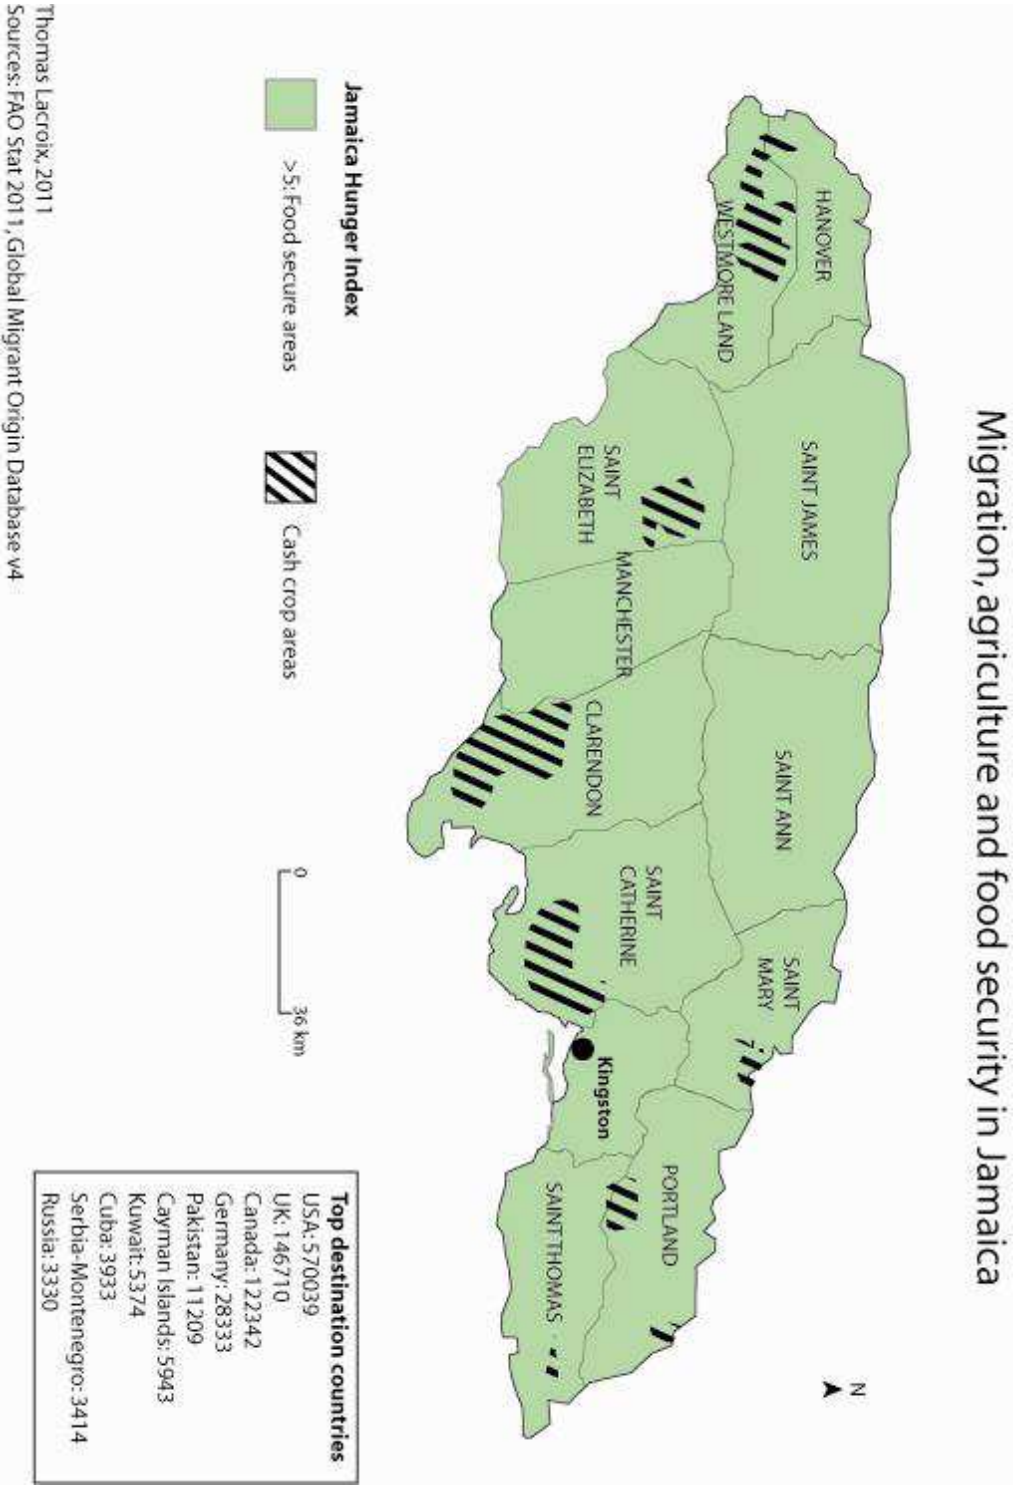 Migration, agriculture and food security in Jamaica
N
HANOVER
WESTMORE LAND
SAINT JAMES
SAINT
ELIZABETH
MANCHESTER
SAINT ANN
CLARENDON
SAINT
CATHERINE
SAINT
MARY
Kingston
PORTLAND
SAINT THOMAS
Jamaica Hunger Index
>5: Food secure areas
Cash crop areas
0
36 km
Top destination countries
USA: 570039
UK: 146710
Canada: 122342
Germany: 28333
Pakistan: 11209
Cayman Islands: 5943
Kuwait: 5374
Cuba: 3933
Serbia-Montenegro: 3414
Russia: 3330
Thomas Lacroix, 2011
Sources: FAO Stat 2011, Global Migrant Origin Database v4